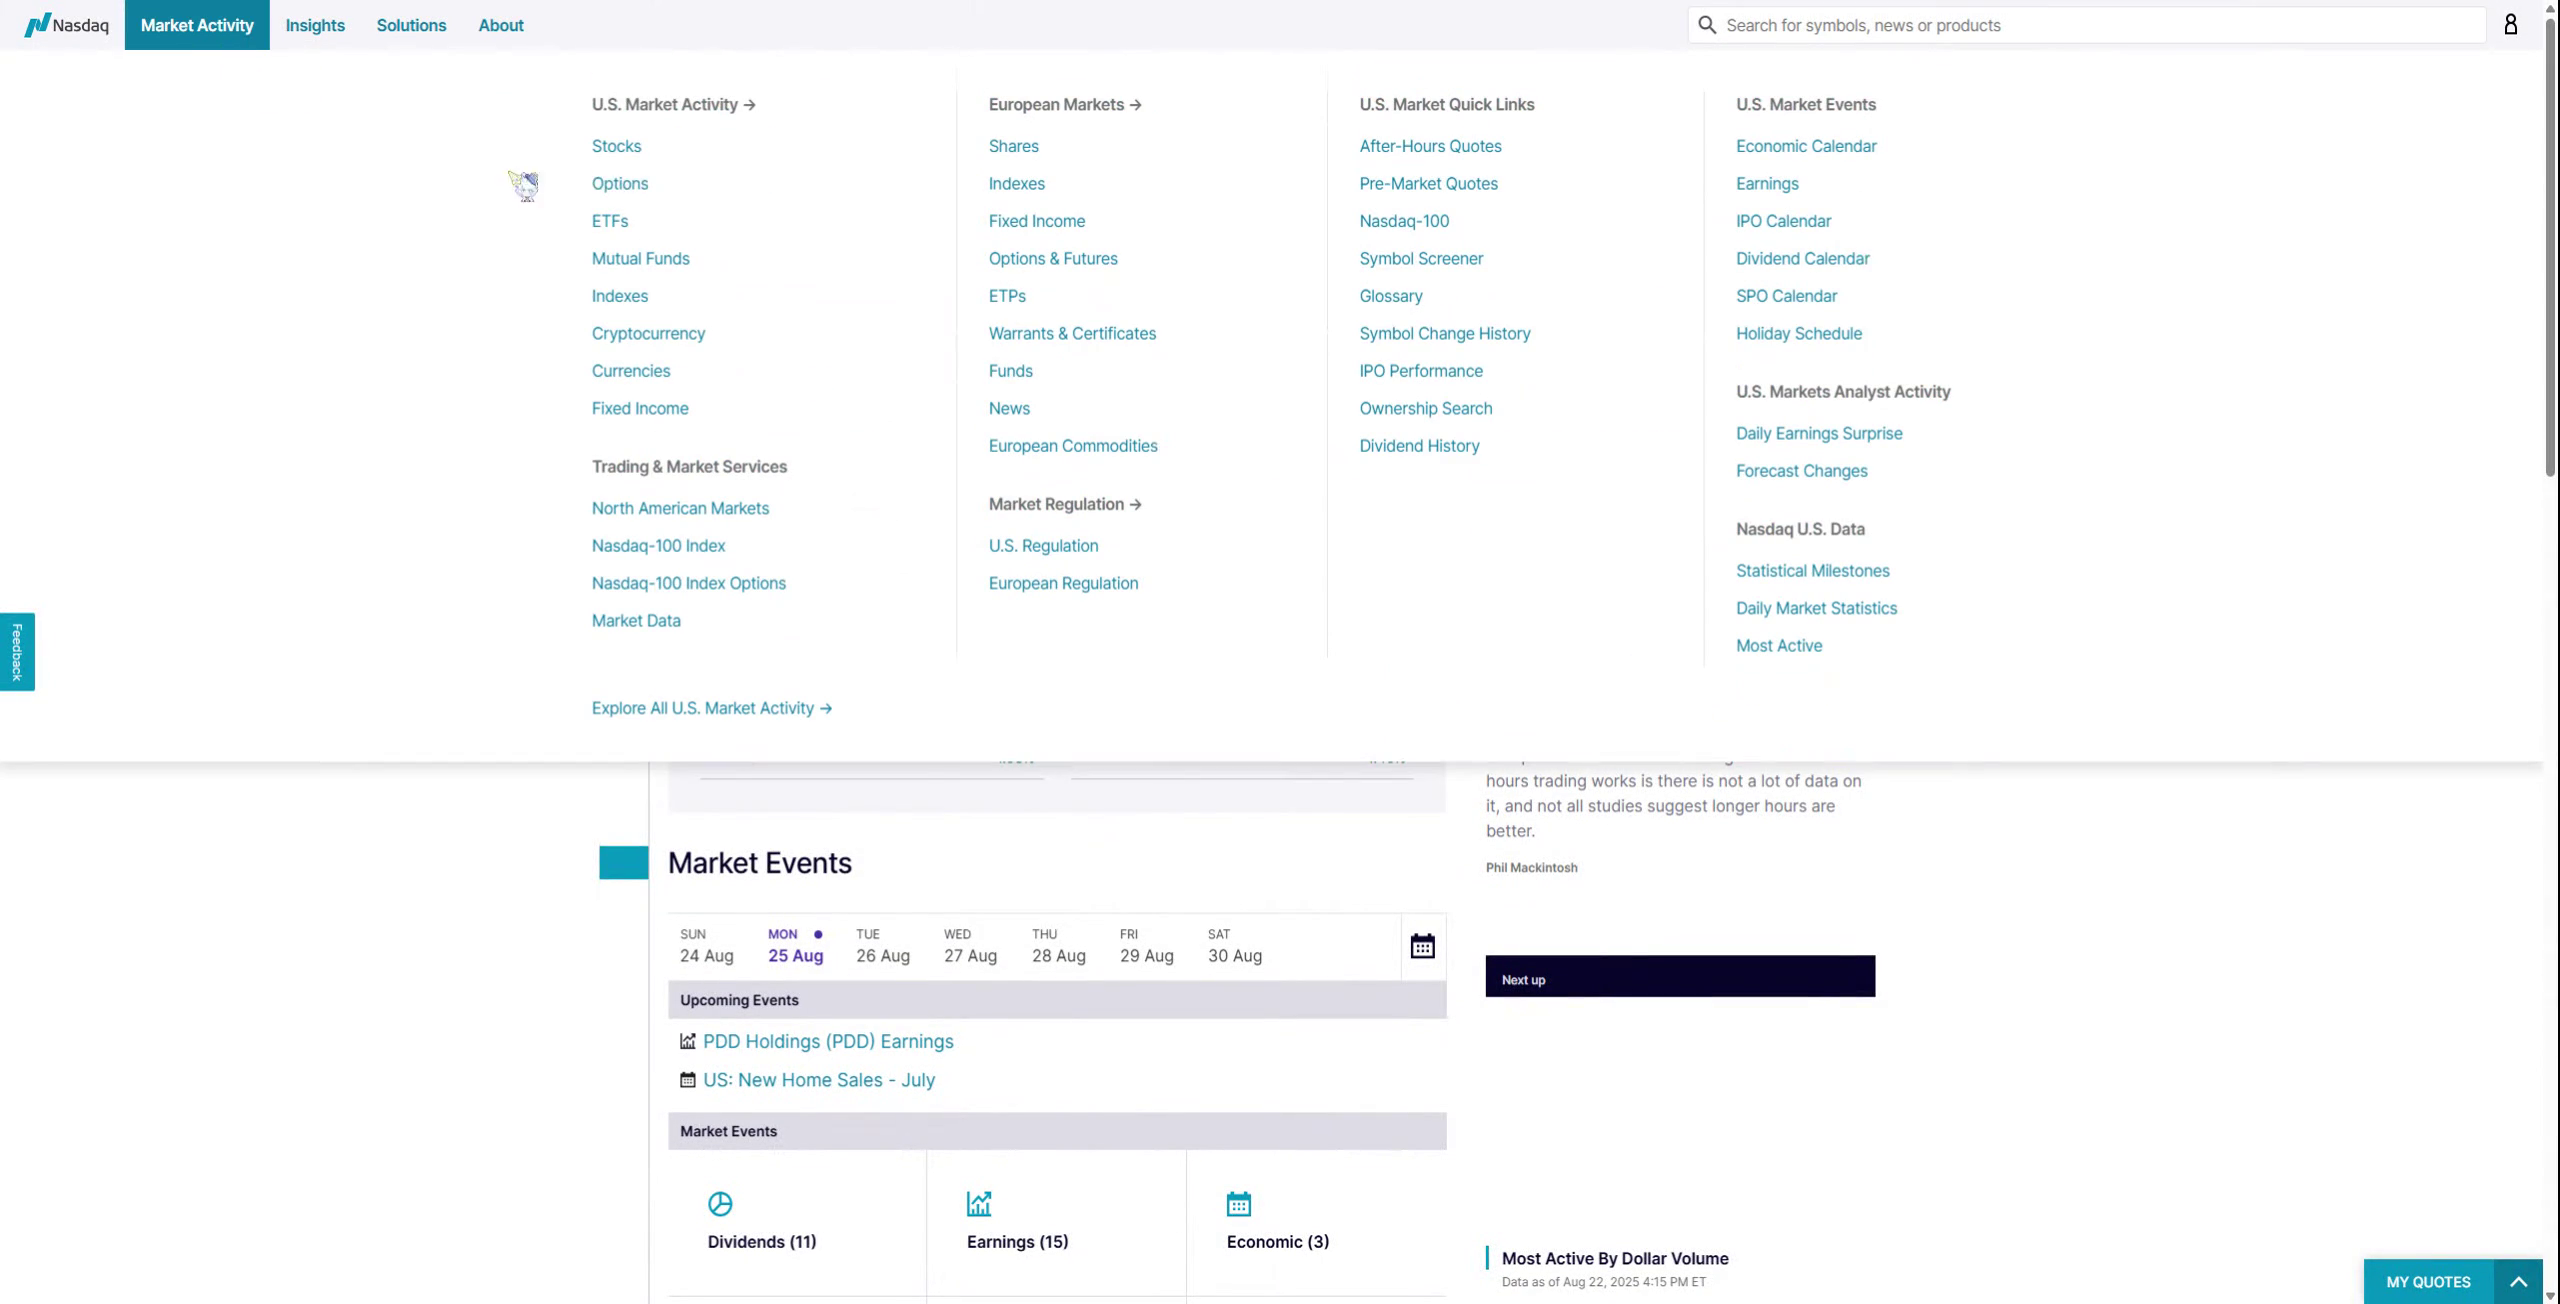 Nasdaq
Market Activity
Insights
Solutions
About
Search for symbols, news or products
U.S. Market Activity →
Stocks
Options
ETFs
Mutual Funds
Indexes
Cryptocurrency
Currencies
Fixed Income
Trading & Market Services
North American Markets
Nasdaq-100 Index
Nasdaq-100 Index Options
Market Data
Explore All U.S. Market Activity →
European Markets →
Shares
Indexes
Fixed Income
Options & Futures
ETPs
Warrants & Certificates
Funds
News
European Commodities
Market Regulation →
U.S. Regulation
European Regulation
U.S. Market Quick Links
After-Hours Quotes
Pre-Market Quotes
Nasdaq-100
Symbol Screener
Glossary
Symbol Change History
IPO Performance
Ownership Search
Dividend History
U.S. Market Events
Economic Calendar
Earnings
IPO Calendar
Dividend Calendar
SPO Calendar
Holiday Schedule
U.S. Markets Analyst Activity
Daily Earnings Surprise
Forecast Changes
Nasdaq U.S. Data
Statistical Milestones
Daily Market Statistics
Most Active
Feedback
hours trading works is there is not a lot of data on
it, and not all studies suggest longer hours are
better.
Phil Mackintosh
Next up
Market Events
SUN
24 Aug
MON
25 Aug
TUE
26 Aug
WED
27 Aug
THU
28 Aug
FRI
29 Aug
SAT
30 Aug
Upcoming Events
PDD Holdings (PDD) Earnings
US: New Home Sales - July
Market Events
Dividends (11)
Earnings (15)
Economic (3)
Most Active By Dollar Volume
Data as of Aug 22, 2025 4:15 PM ET
MY QUOTES